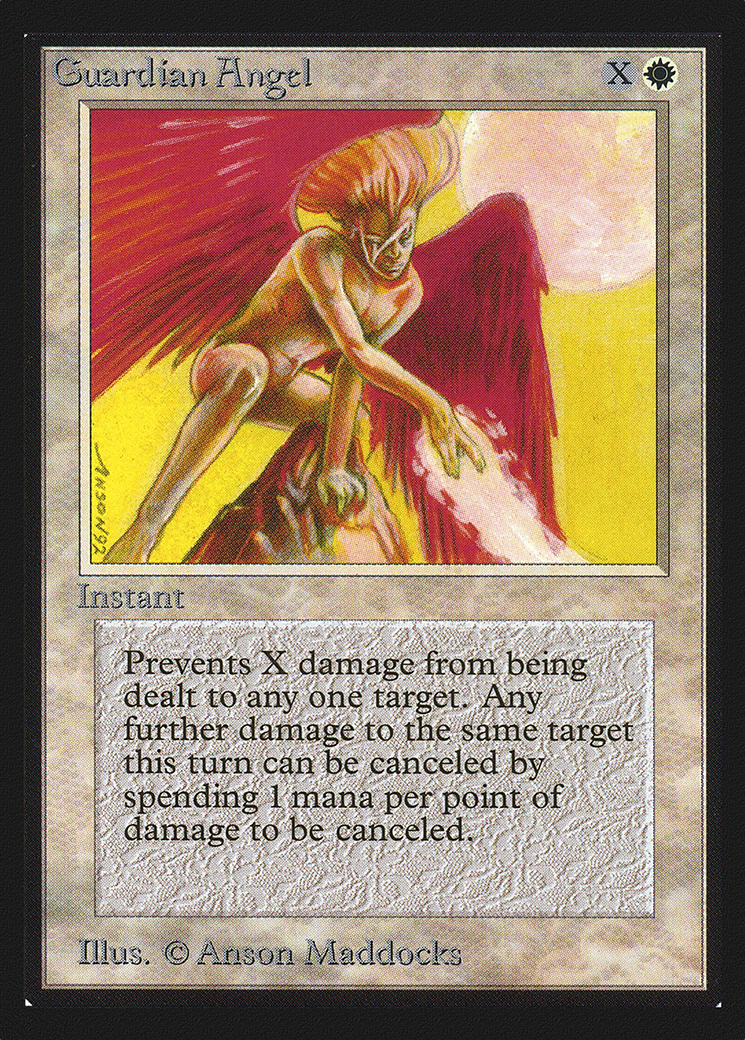 Guardian Angel X
ANSON92
Instant
Prevents X damage from being
dealt to any one target. Any
further damage to the same target
this turn can be canceled by
spending 1 mana per point of
damage to be canceled.
Illus. © Anson Maddocks